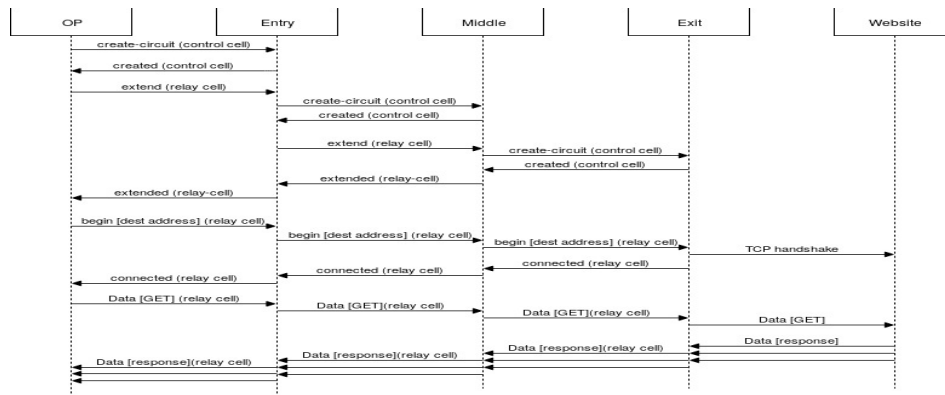 OP Entry Middle Exit Website
create-circuit (control cell)
created (control cell)
extend (relay cell)
create-circuit (control cell)
created (control cell)
extend (relay cell)
create-circuit (control cell)
created (control cell)
extended (relay-cell)
extended (relay-cell)
begin [dest address] (relay cell)
begin [dest address] (relay cell)
begin [dest address] (relay cell)
TCP handshake
connected (relay cell)
connected (relay cell)
connected (relay cell)
Data [GET] (relay cell)
Data [GET](relay cell)
Data [GET](relay cell)
Data [GET]
Data [response]
Data [response](relay cell)
Data [response](relay cell)
Data [response](relay cell)